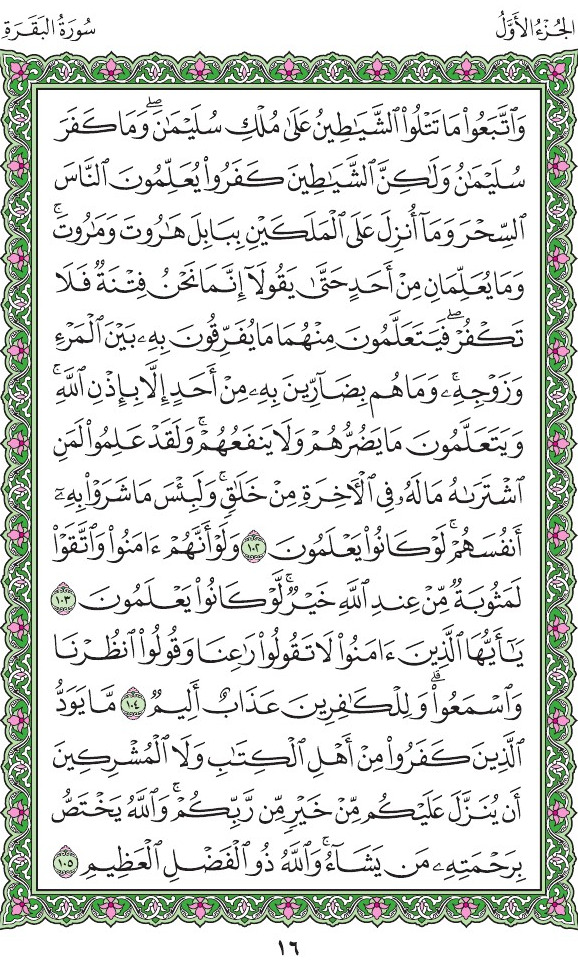 الجُزْءُ الأَوَّلُ
سُورَةُ البَقَرَةِ
وَٱتَّبَعُوا۟ مَا تَتْلُوا۟ ٱلشَّيَـٰطِينُ عَلَىٰ مُلْكِ سُلَيْمَـٰنَ ۖ وَمَا كَفَرَ
سُلَيْمَـٰنُ وَلَـٰكِنَّ ٱلشَّيَـٰطِينَ كَفَرُوا۟ يُعَلِّمُونَ ٱلنَّاسَ
ٱلسِّحْرَ وَمَآ أُنزِلَ عَلَى ٱلْمَلَكَيْنِ بِبَابِلَ هَـٰرُوتَ وَمَـٰرُوتَ ۚ
وَمَا يُعَلِّمَانِ مِنْ أَحَدٍ حَتَّىٰ يَقُولَآ إِنَّمَا نَحْنُ فِتْنَةٌ فَلَا
تَكْفُرْ ۖ فَيَتَعَلَّمُونَ مِنْهُمَا مَا يُفَرِّقُونَ بِهِۦ بَيْنَ ٱلْمَرْءِ
وَزَوْجِهِۦ ۚ وَمَا هُم بِضَآرِّينَ بِهِۦ مِنْ أَحَدٍ إِلَّا بِإِذْنِ ٱللَّهِ ۚ
وَيَتَعَلَّمُونَ مَا يَضُرُّهُمْ وَلَا يَنفَعُهُمْ ۚ وَلَقَدْ عَلِمُوا۟ لَمَنِ
ٱشْتَرَىٰهُ مَا لَهُۥ فِى ٱلْـَٔاخِرَةِ مِنْ خَلَـٰقٍ ۚ وَلَبِئْسَ مَا شَرَوْا۟ بِهِۦٓ
أَنفُسَهُمْ ۚ لَوْ كَانُوا۟ يَعْلَمُونَ ١٠٢ وَلَوْ أَنَّهُمْ ءَامَنُوا۟ وَٱتَّقَوْا۟
لَمَثُوبَةٌ مِّنْ عِندِ ٱللَّهِ خَيْرٌ ۖ لَّوْ كَانُوا۟ يَعْلَمُونَ ١٠٣
يَـٰٓأَيُّهَا ٱلَّذِينَ ءَامَنُوا۟ لَا تَقُولُوا۟ رَٰعِنَا وَقُولُوا۟ ٱنظُرْنَا
وَٱسْمَعُوا۟ ۗ وَلِلْكَـٰفِرِينَ عَذَابٌ أَلِيمٌ ١٠٤ مَّا يَوَدُّ
ٱلَّذِينَ كَفَرُوا۟ مِنْ أَهْلِ ٱلْكِتَـٰبِ وَلَا ٱلْمُشْرِكِينَ
أَن يُنَزَّلَ عَلَيْكُم مِّنْ خَيْرٍ مِّن رَّبِّكُمْ ۗ وَٱللَّهُ يَخْتَصُّ
بِرَحْمَتِهِۦ مَن يَشَآءُ ۚ وَٱللَّهُ ذُو ٱلْفَضْلِ ٱلْعَظِيمِ ١٠٥
١٦